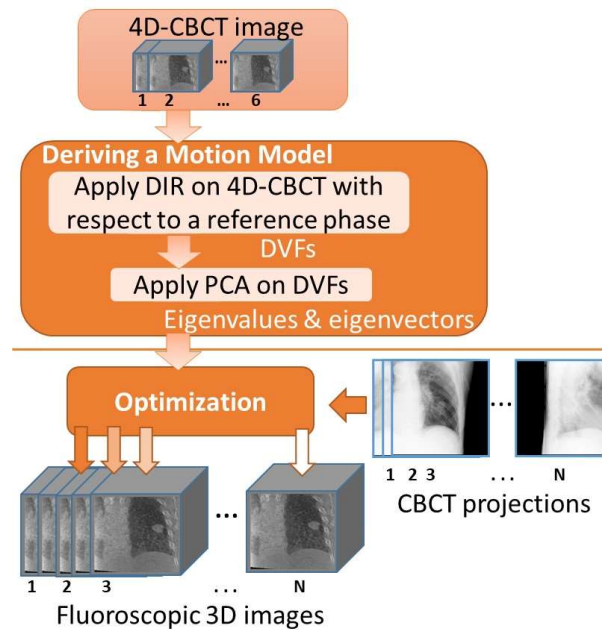 4D-CBCT image
...
1 2 ... 6
Deriving a Motion Model
Apply DIR on 4D-CBCT with
respect to a reference phase
DVFs
Apply PCA on DVFs
Eigenvalues & eigenvectors
Optimization
...
1 2 3 ... N
CBCT projections
...
1 2 3 ... N
Fluoroscopic 3D images